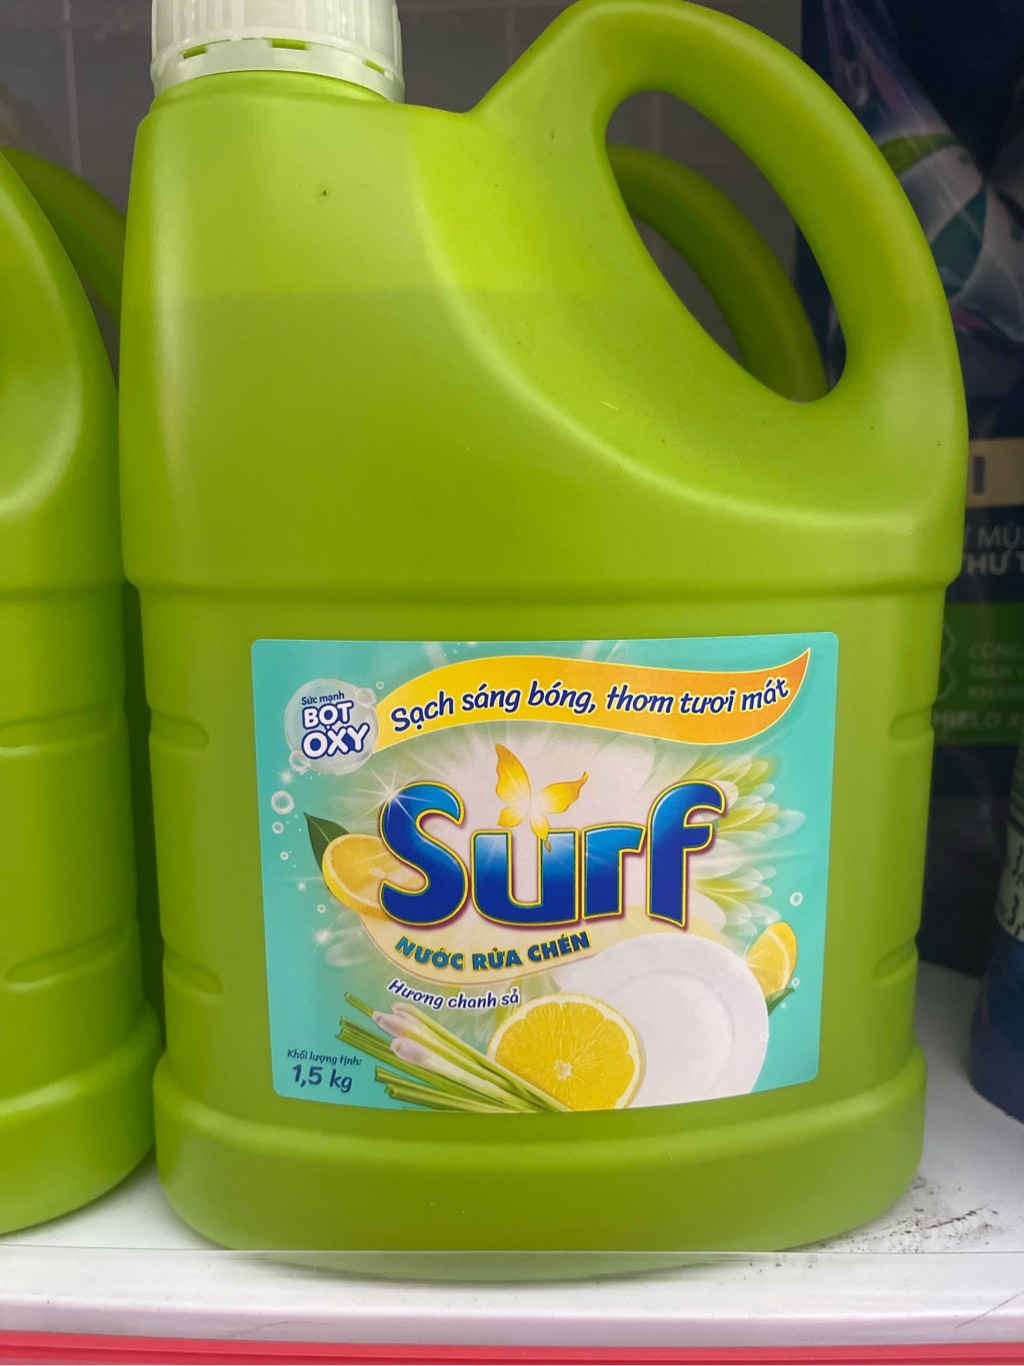 Sức mạnh
BỌT
OXY
Sạch sáng bóng, thơm tươi mát
Surf
NƯỚC RỬA CHÉN
Hương chanh sả
Khối lượng tịnh:
1,5 kg
MÙ